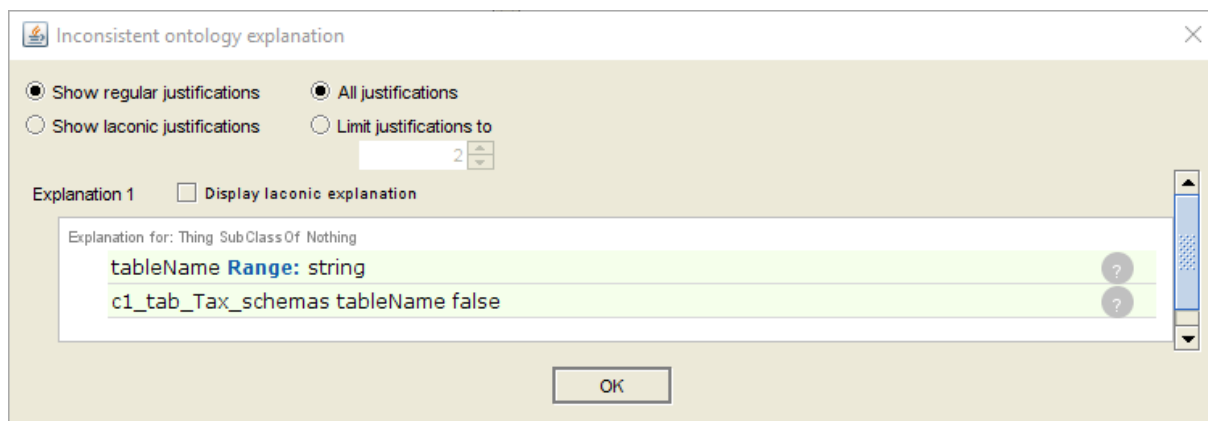 Inconsistent ontology explanation
Show regular justifications All justifications
Show laconic justifications Limit justifications to
2
Explanation 1 Display laconic explanation
Explanation for: Thing SubClassOf Nothing
tableName Range: string ?
c1_tab_Tax_schemas tableName false ?
OK